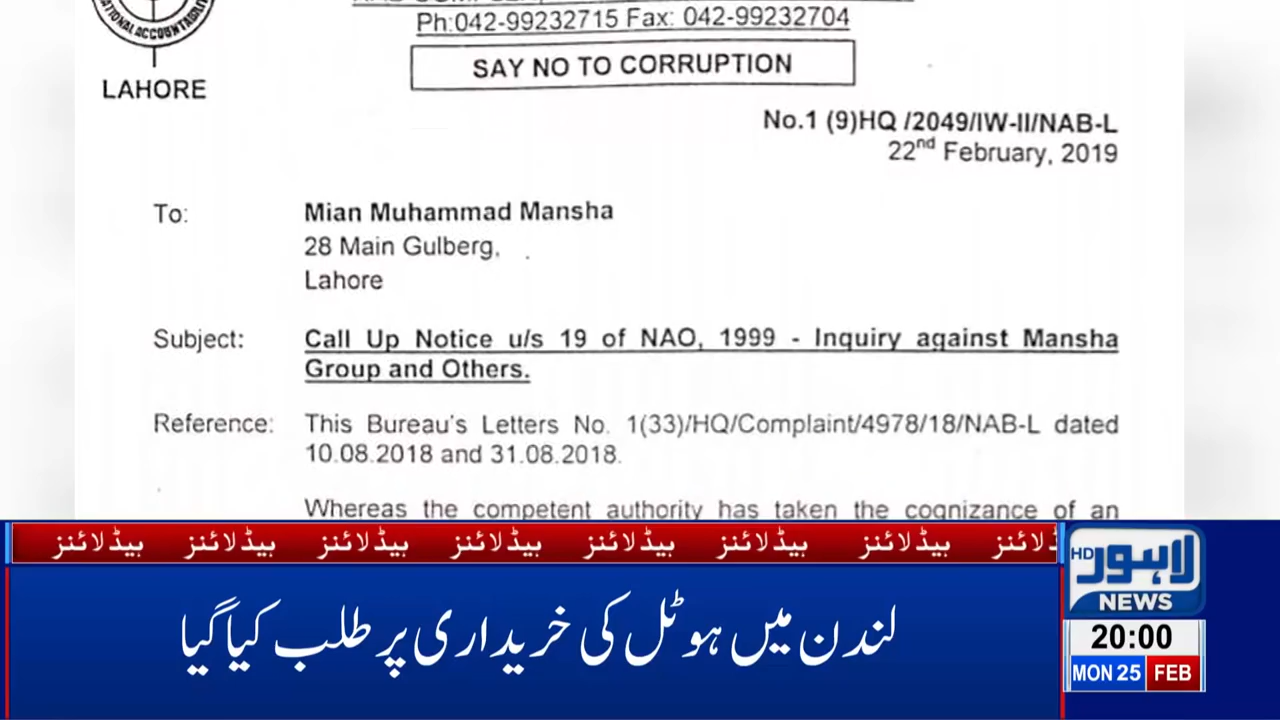 NATIONAL ACCOUNTABILITY
LAHORE
Ph:042-99232715 Fax: 042-99232704
SAY NO TO CORRUPTION
No.1 (9)HQ /2049/IW-II/NAB-L
22nd February, 2019
To: Mian Muhammad Mansha
28 Main Gulberg,
Lahore
Subject: Call Up Notice u/s 19 of NAO, 1999 - Inquiry against Mansha
Group and Others.
Reference: This Bureau's Letters No. 1(33)/HQ/Complaint/4978/18/NAB-L dated
10.08.2018 and 31.08.2018.
Whereas the competent authority has taken the cognizance of an
ہیڈلائنز ہیڈلائنز ہیڈلائنز ہیڈلائنز ہیڈلائنز ہیڈلائنز ہیڈلائنز ہیڈلائنز
لندن میں ہوٹل کی خریداری پر طلب کیا گیا
HD لاہور
NEWS
20:00
MON 25 FEB